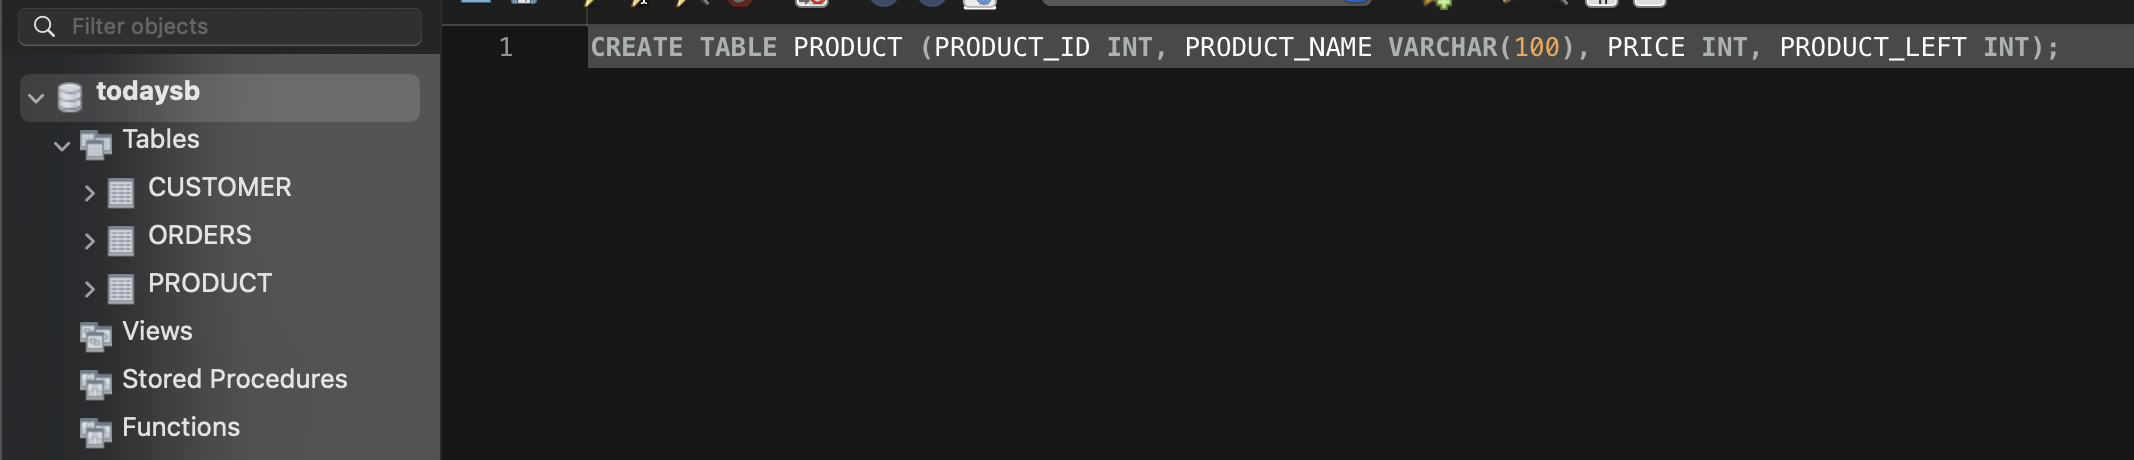 Filter objects
todaysb
Tables
CUSTOMER
ORDERS
PRODUCT
Views
Stored Procedures
Functions
1
CREATE TABLE PRODUCT (PRODUCT_ID INT, PRODUCT_NAME VARCHAR(100), PRICE INT, PRODUCT_LEFT INT);